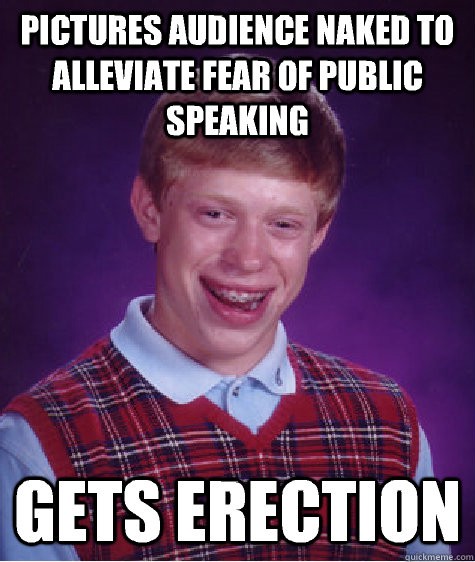 PICTURES AUDIENCE NAKED TO
ALLEVIATE FEAR OF PUBLIC
SPEAKING
GETS ERECTION
quickmeme.com